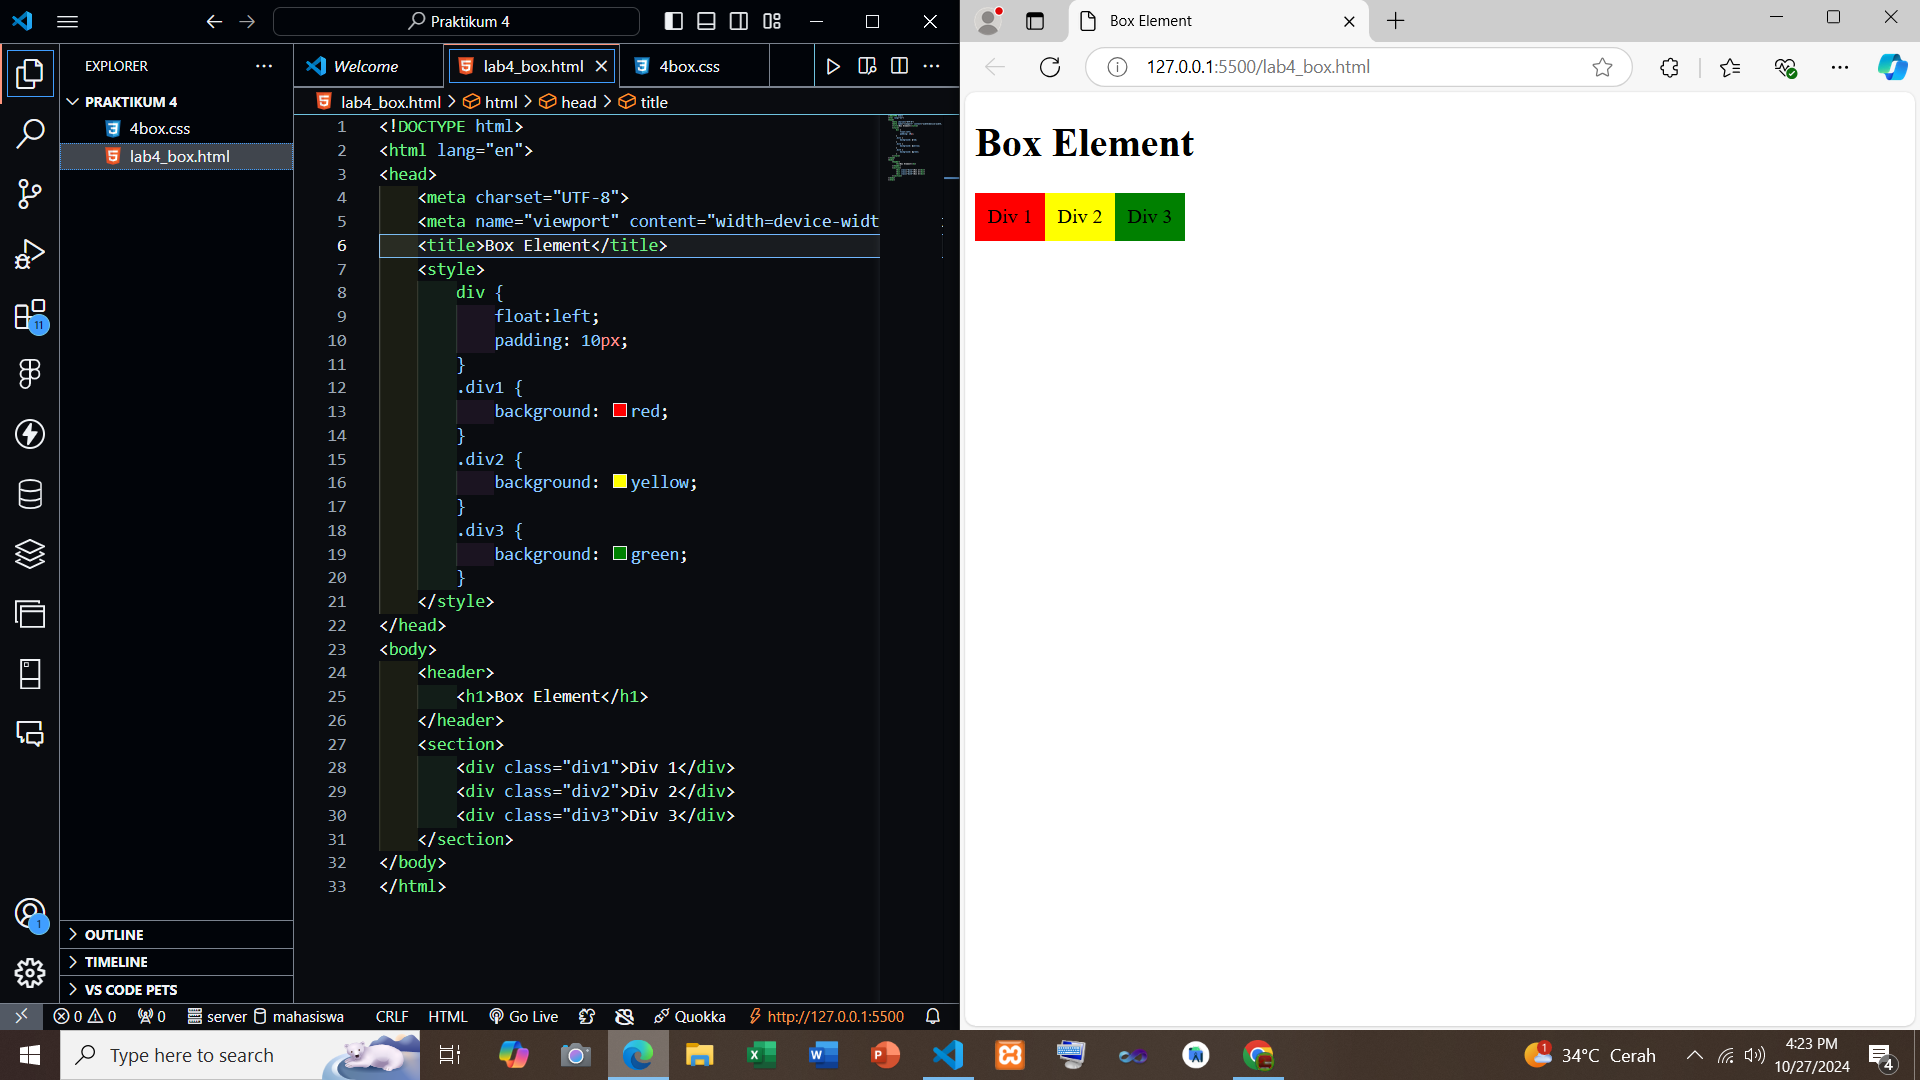 Praktikum 4
EXPLORER
PRAKTIKUM 4
4box.css
lab4_box.html
OUTLINE
TIMELINE
VS CODE PETS
11
1
Welcome
lab4_box.html
4box.css
lab4_box.html > html > head > title
1 <!DOCTYPE html>
2 <html lang="en">
3 <head>
4 <meta charset="UTF-8">
5 <meta name="viewport" content="width=device-widt
6 <title>Box Element</title>
7 <style>
8 div {
9 float:left;
10 padding: 10px;
11 }
12 .div1 {
13 background: red;
14 }
15 .div2 {
16 background: yellow;
17 }
18 .div3 {
19 background: green;
20 }
21 </style>
22 </head>
23 <body>
24 <header>
25 <h1>Box Element</h1>
26 </header>
27 <section>
28 <div class="div1">Div 1</div>
29 <div class="div2">Div 2</div>
30 <div class="div3">Div 3</div>
31 </section>
32 </body>
33 </html>
0 0 0 server mahasiswa CRLF HTML Go Live Quokka http://127.0.0.1:5500
Box Element
127.0.0.1:5500/lab4_box.html
Box Element
Div 1 Div 2 Div 3
Type here to search
1 34°C Cerah
4:23 PM
10/27/2024
4